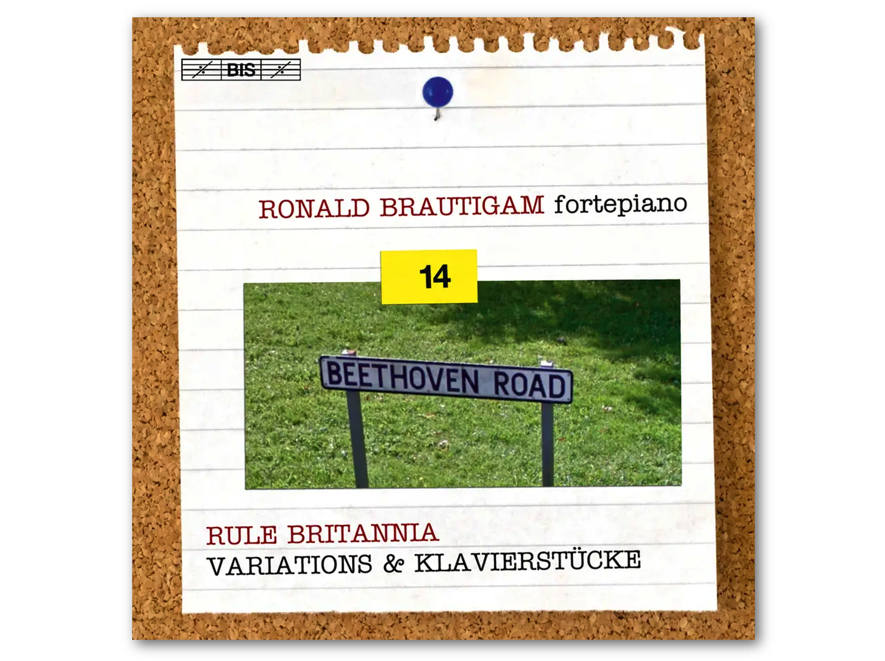 BIS
RONALD BRAUTIGAM fortepiano
14
BEETHOVEN ROAD
RULE BRITANNIA
VARIATIONS & KLAVIERSTÜCKE